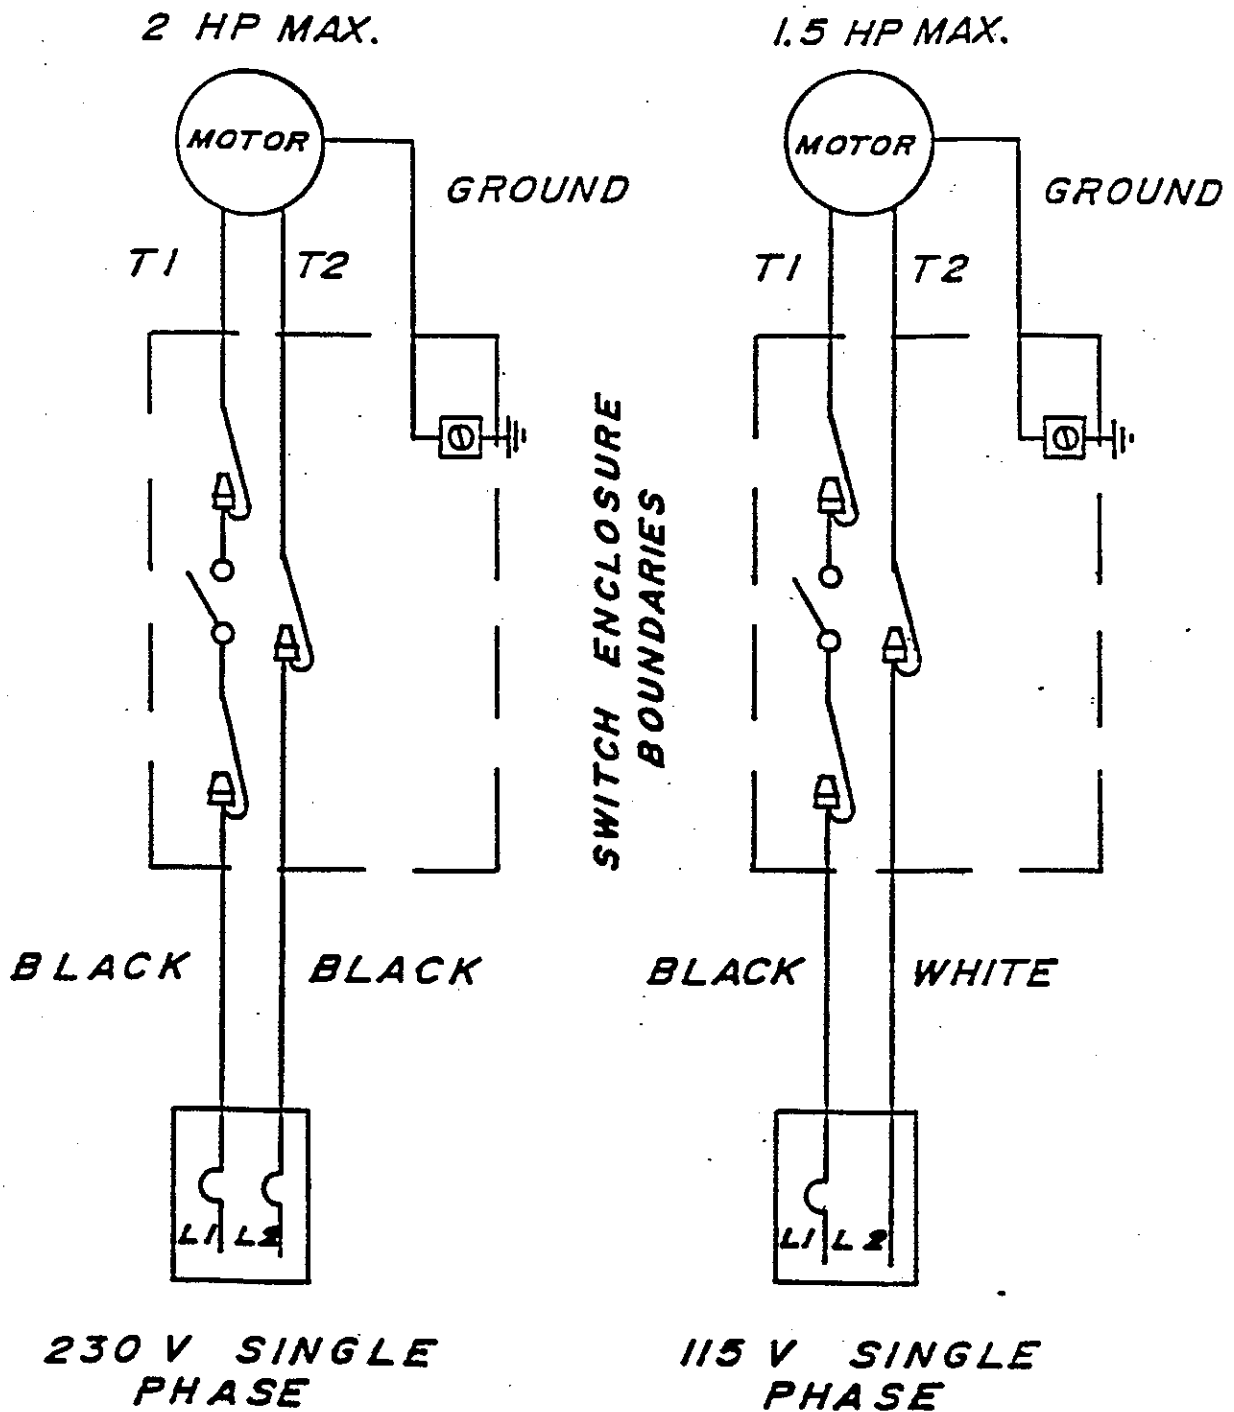 2 HP MAX.
MOTOR
GROUND
T1 T2
BLACK BLACK
L1 L2
230 V SINGLE
PHASE
SWITCH ENCLOSURE
BOUNDARIES
1.5 HP MAX.
MOTOR
GROUND
T1 T2
BLACK WHITE
L1 L2
115 V SINGLE
PHASE